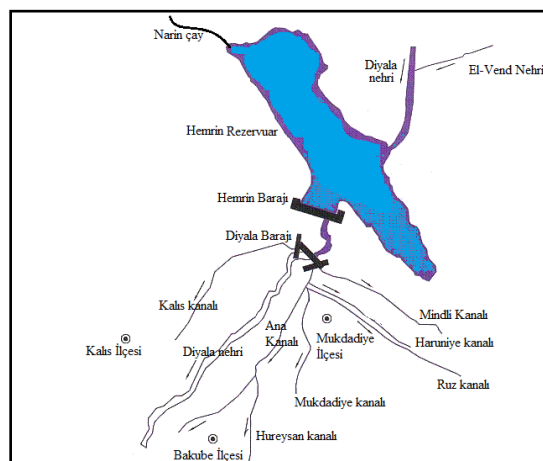 Narin çay
Diyala
nehri
El-Vend Nehri
Hemrin Rezervuar
Hemrin Barajı
Diyala Barajı
Kalıs kanalı
Mindli Kanalı
Ana
Kanalı
Mukdadiye
İlçesi
Haruniye kanalı
Kalıs İlçesi
Diyala nehri
Ruz kanalı
Mukdadiye kanalı
Hureysan kanalı
Bakube İlçesi